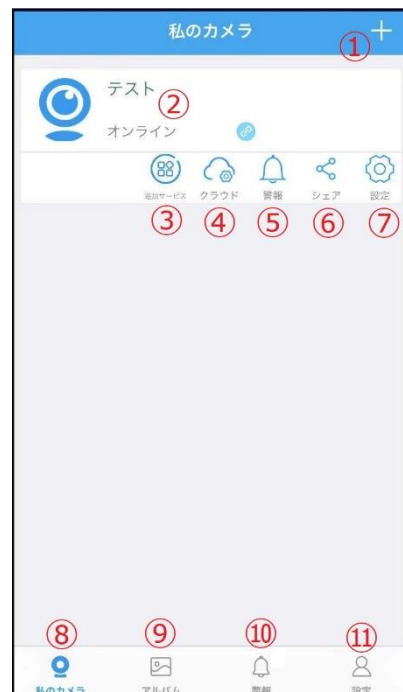 私のカメラ
①
テスト
②
オンライン
追加サービス クラウド 警報 シェア 設定
③ ④ ⑤ ⑥ ⑦
⑧ ⑨ ⑩ ⑪
私のカメラ アルバム 警報 設定